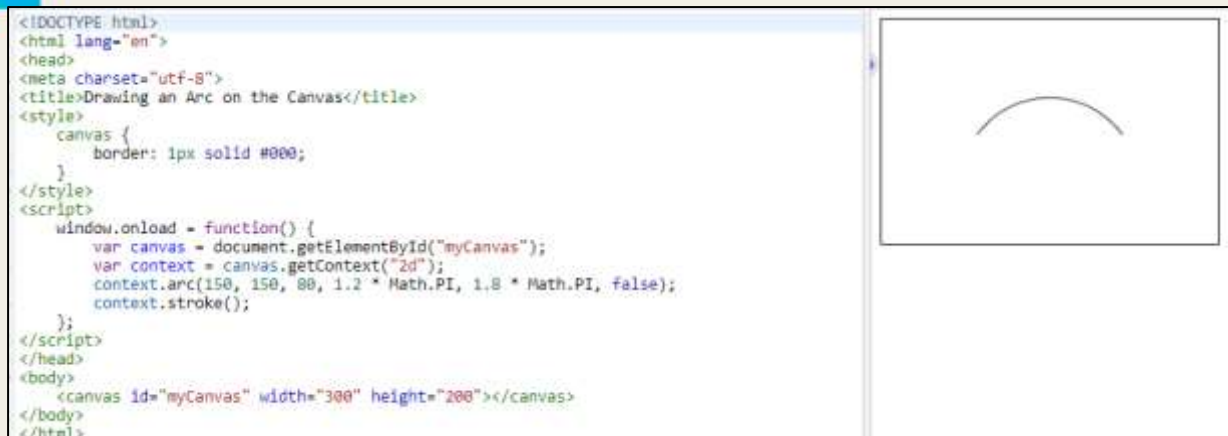 <!DOCTYPE html>
<html lang="en">
<head>
<meta charset="utf-8">
<title>Drawing an Arc on the Canvas</title>
<style>
    canvas {
        border: 1px solid #000;
    }
</style>
<script>
    window.onload = function() {
        var canvas = document.getElementById("myCanvas");
        var context = canvas.getContext("2d");
        context.arc(150, 150, 80, 1.2 * Math.PI, 1.8 * Math.PI, false);
        context.stroke();
    };
</script>
</head>
<body>
    <canvas id="myCanvas" width="300" height="200"></canvas>
</body>
</html>